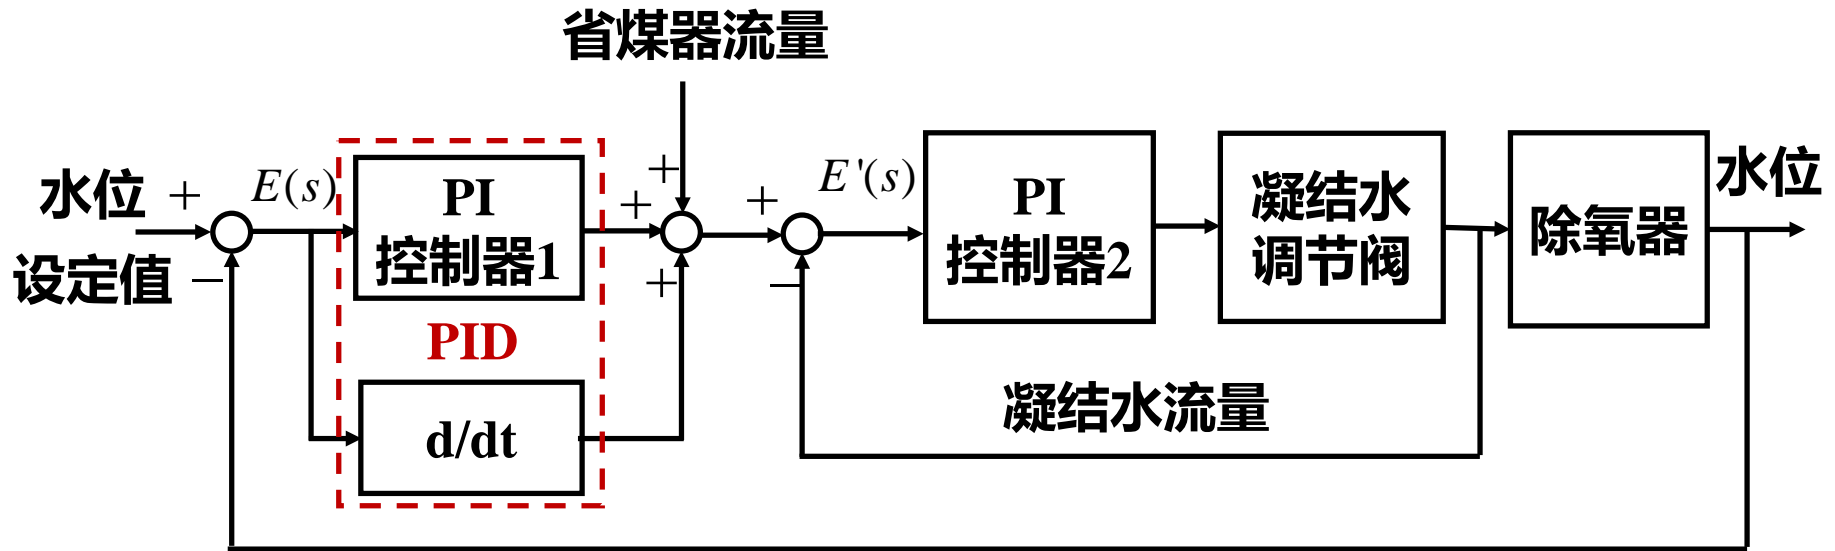 省煤器流量
水位
设定值
+
−
E(s)
PI
控制器1
PID
d/dt
+
+
+
+
−
E'(s)
PI
控制器2
凝结水
调节阀
除氧器
水位
凝结水流量